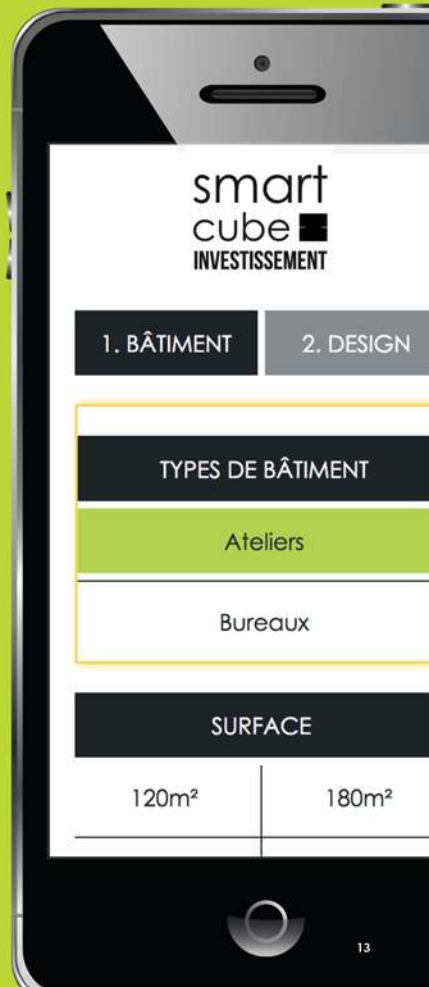 smart
cube
INVESTISSEMENT
1. BÂTIMENT 2. DESIGN
TYPES DE BÂTIMENT
Ateliers
Bureaux
SURFACE
120m² 180m²
13